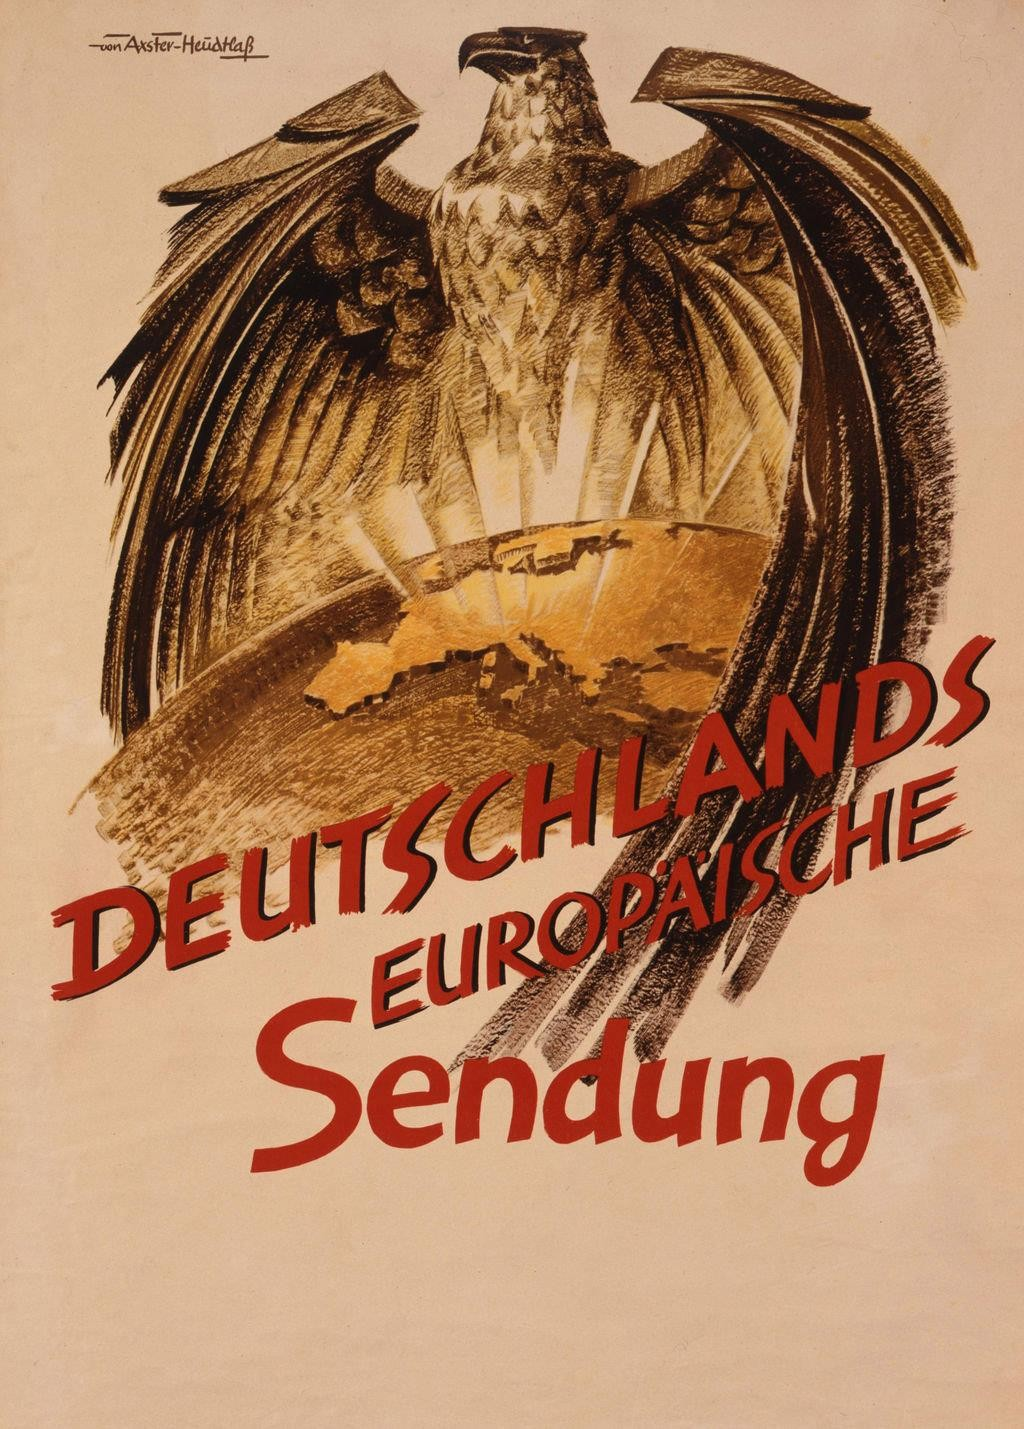 von Axster-Heudtlaß
DEUTSCHLANDS
EUROPÄISCHE
Sendung